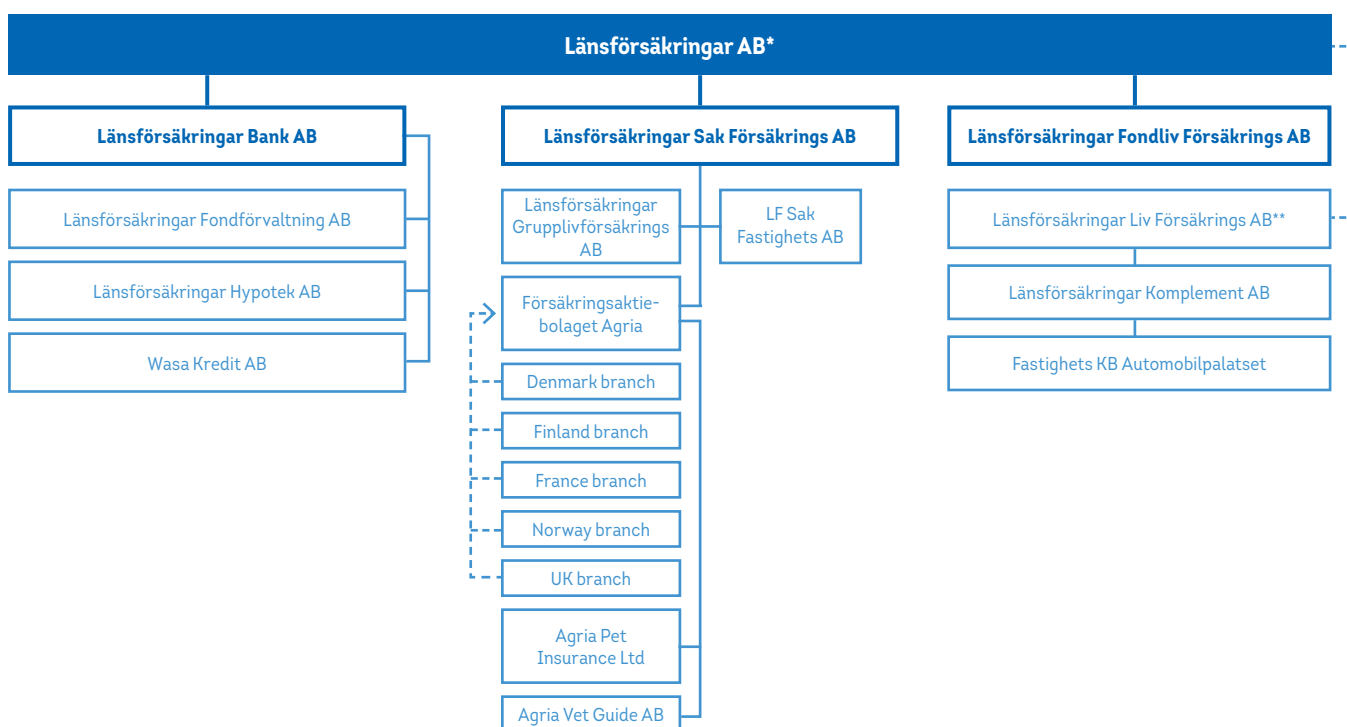 Länsförsäkringar AB*
Länsförsäkringar Bank AB
Länsförsäkringar Fondförvaltning AB
Länsförsäkringar Hypotek AB
Wasa Kredit AB
Länsförsäkringar Sak Försäkrings AB
Länsförsäkringar
Grupplivförsäkrings
AB
LF Sak
Fastighets AB
Försäkringsaktie-
bolaget Agria
Denmark branch
Finland branch
France branch
Norway branch
UK branch
Agria Pet
Insurance Ltd
Agria Vet Guide AB
Länsförsäkringar Fondliv Försäkrings AB
Länsförsäkringar Liv Försäkrings AB**
Länsförsäkringar Komplement AB
Fastighets KB Automobilpalatset